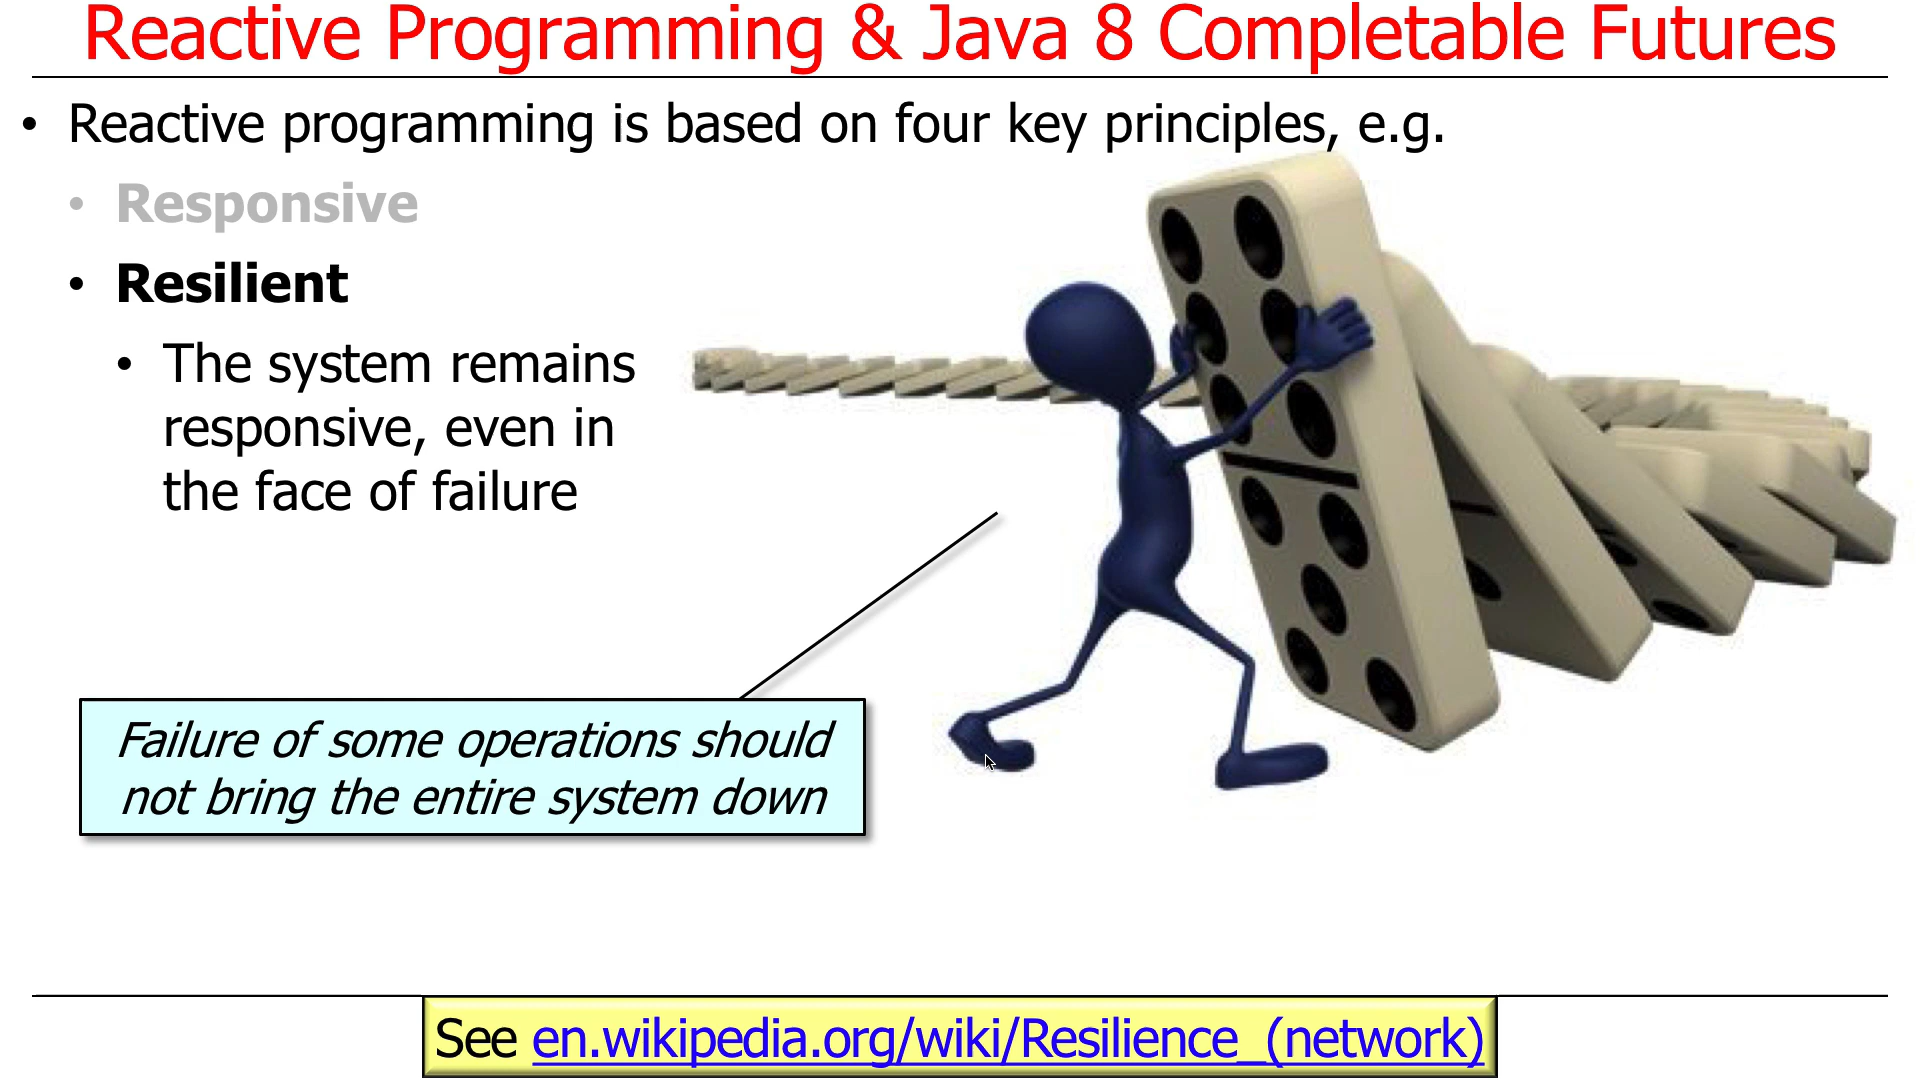 Reactive Programming & Java 8 Completable Futures
• Reactive programming is based on four key principles, e.g.
• Responsive
• Resilient
• The system remains
responsive, even in
the face of failure
Failure of some operations should
not bring the entire system down
See en.wikipedia.org/wiki/Resilience_(network)